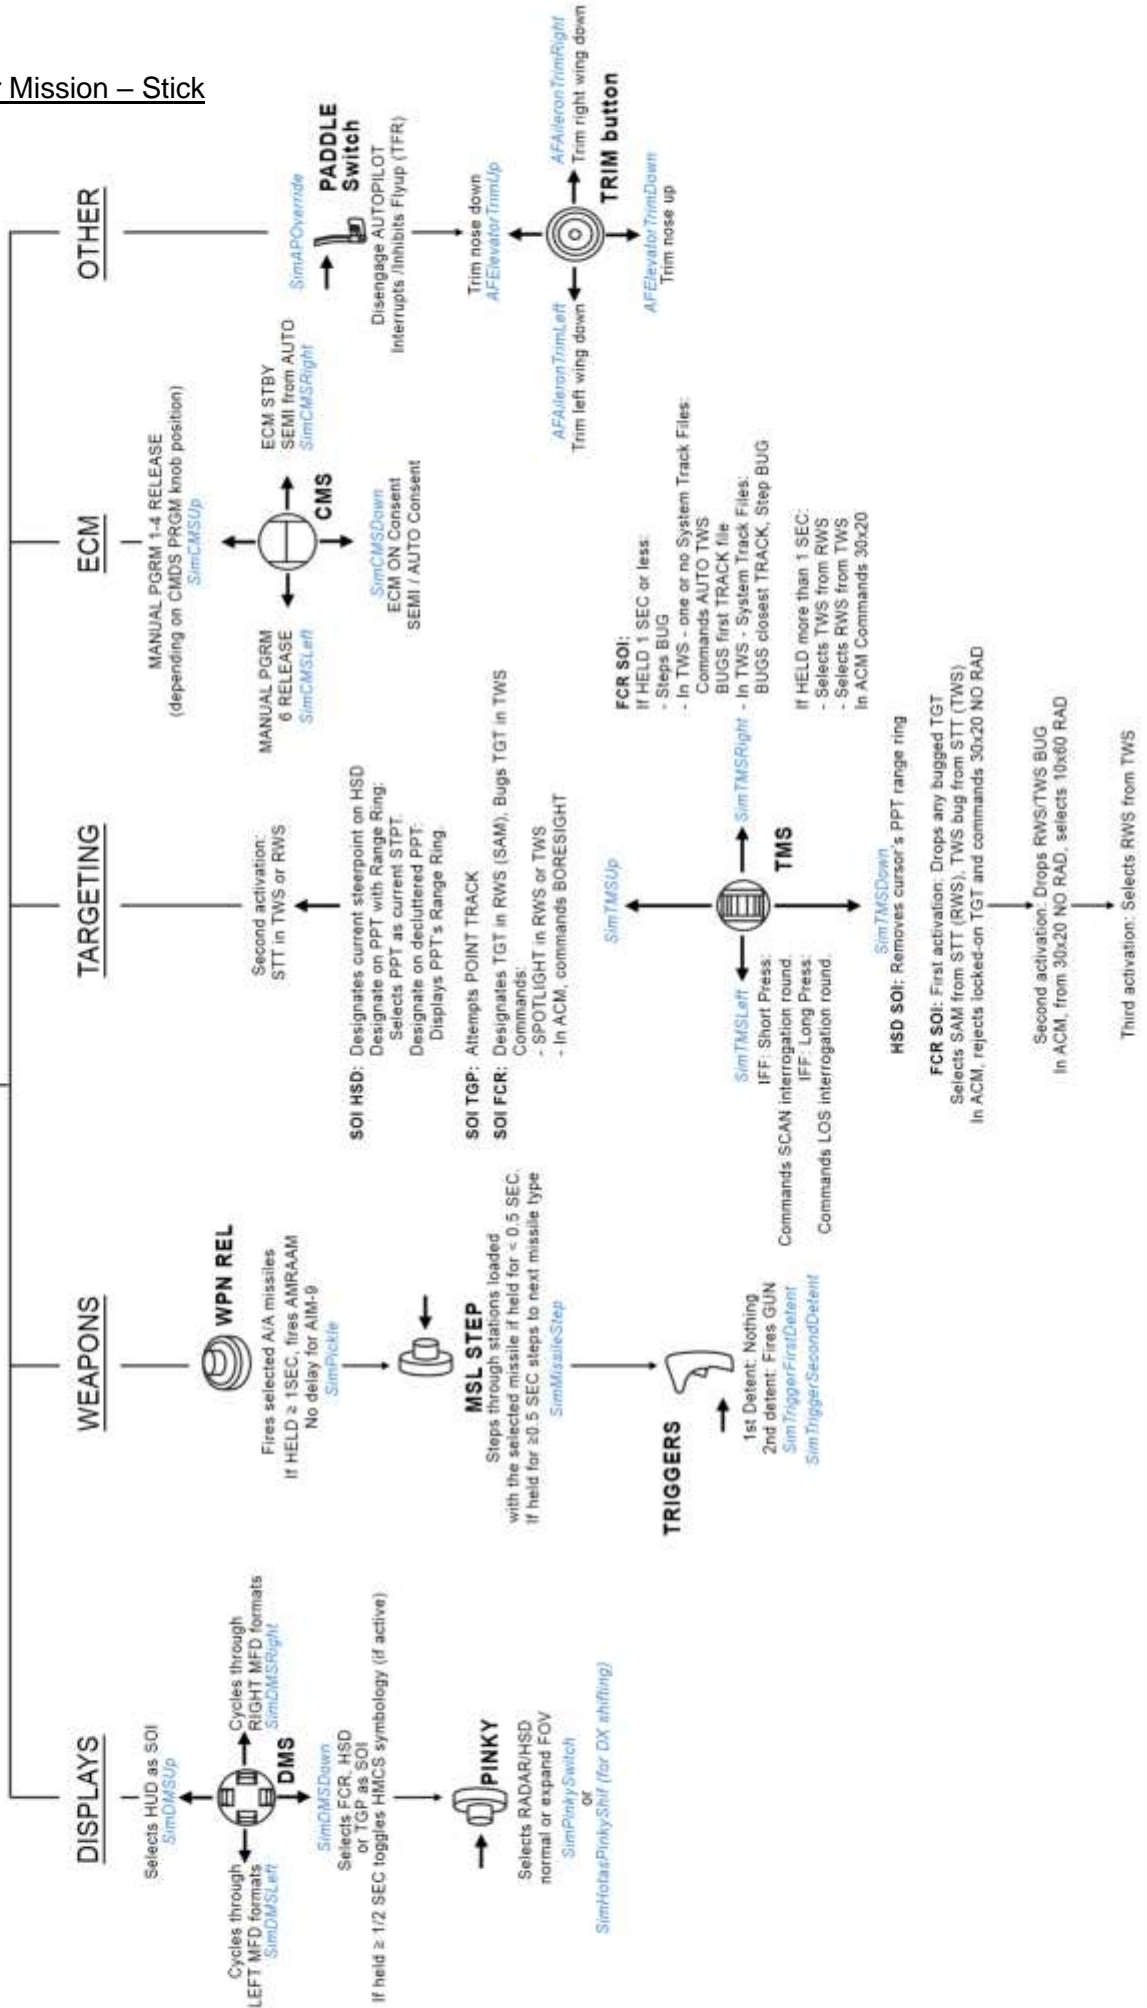 Mission – Stick
DISPLAYS
Selects HUD as SOI
SimDMSUp
Cycles through
LEFT MFD formats
SimDMSLeft
Cycles through
RIGHT MFD formats
SimDMSRight
DMS
SimDMSDown
Selects FCR, HSD
or TGP as SOI
If held ≥ 1/2 SEC toggles HMCS symbology (if active)
PINKY
Selects RADAR/HSD
normal or expand FOV
SimPinkySwitch
or
SimHotasPinkyShif (for DX shifting)
WEAPONS
WPN REL
Fires selected A/A missiles
If HELD ≥ 1SEC, fires AMRAAM
No delay for AIM-9
SimPickle
MSL STEP
Steps through stations loaded
with the selected missile if held for < 0.5 SEC.
If held for ≥0.5 SEC steps to next missile type
SimMissileStep
TRIGGERS
1st Detent: Nothing
2nd detent: Fires GUN
SimTriggerFirstDetent
SimTriggerSecondDetent
TARGETING
Second activation:
STT in TWS or RWS
SOI HSD: Designates current steerpoint on HSD
Designate on PPT with Range Ring:
Selects PPT as current STPT.
Designate on decluttered PPT:
Displays PPT's Range Ring.
SOI TGP: Attempts POINT TRACK
SOI FCR: Designates TGT in RWS (SAM), Bugs TGT in TWS
Commands:
- SPOTLIGHT in RWS or TWS
- In ACM, commands BORESIGHT
SimTMSUp
SimTMSLeft
IFF: Short Press:
Commands SCAN interrogation round.
IFF: Long Press:
Commands LOS interrogation round.
TMS
SimTMSRight
FCR SOI:
If HELD 1 SEC or less:
- Steps BUG
- In TWS - one or no System Track Files:
Commands AUTO TWS
BUGS first TRACK file
- In TWS - System Track Files:
BUGS closest TRACK, Step BUG
If HELD more than 1 SEC:
- Selects TWS from RWS
- Selects RWS from TWS
In ACM Commands 30x20
SimTMSDown
HSD SOI: Removes cursor's PPT range ring
FCR SOI: First activation: Drops any bugged TGT
Selects SAM from STT (RWS), TWS bug from STT (TWS)
In ACM, rejects locked-on TGT and commands 30x20 NO RAD
Second activation: Drops RWS/TWS BUG
In ACM, from 30x20 NO RAD, selects 10x60 RAD
Third activation: Selects RWS from TWS
ECM
MANUAL PGRM 1-4 RELEASE
(depending on CMDS PRGM knob position)
SimCMSUp
MANUAL PGRM
6 RELEASE
SimCMSLeft
ECM STBY
SEMI from AUTO
SimCMSRight
CMS
SimCMSDown
ECM ON Consent
SEMI / AUTO Consent
OTHER
SimAPOverride
PADDLE
Switch
Disengage AUTOPILOT
Interrupts /Inhibits Flyup (TFR)
Trim nose down
AFElevatorTrimUp
AFAileronTrimLeft
Trim left wing down
AFAileronTrimRight
Trim right wing down
TRIM button
AFElevatorTrimDown
Trim nose up